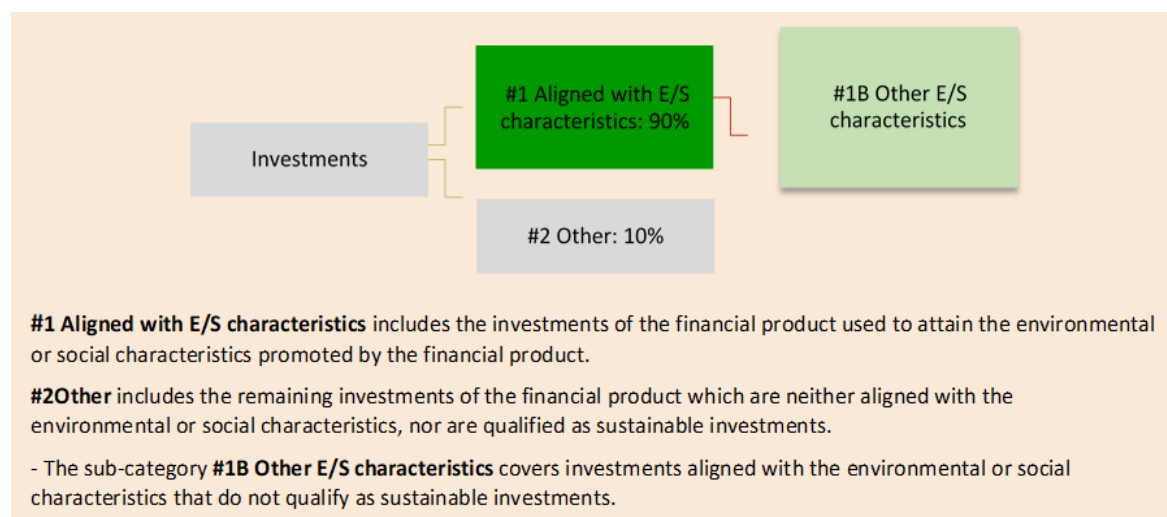 #1 Aligned with E/S
characteristics: 90%
#1B Other E/S
characteristics
Investments
#2 Other: 10%
#1 Aligned with E/S characteristics includes the investments of the financial product used to attain the environmental
or social characteristics promoted by the financial product.
#2Other includes the remaining investments of the financial product which are neither aligned with the
environmental or social characteristics, nor are qualified as sustainable investments.
- The sub-category #1B Other E/S characteristics covers investments aligned with the environmental or social
characteristics that do not qualify as sustainable investments.